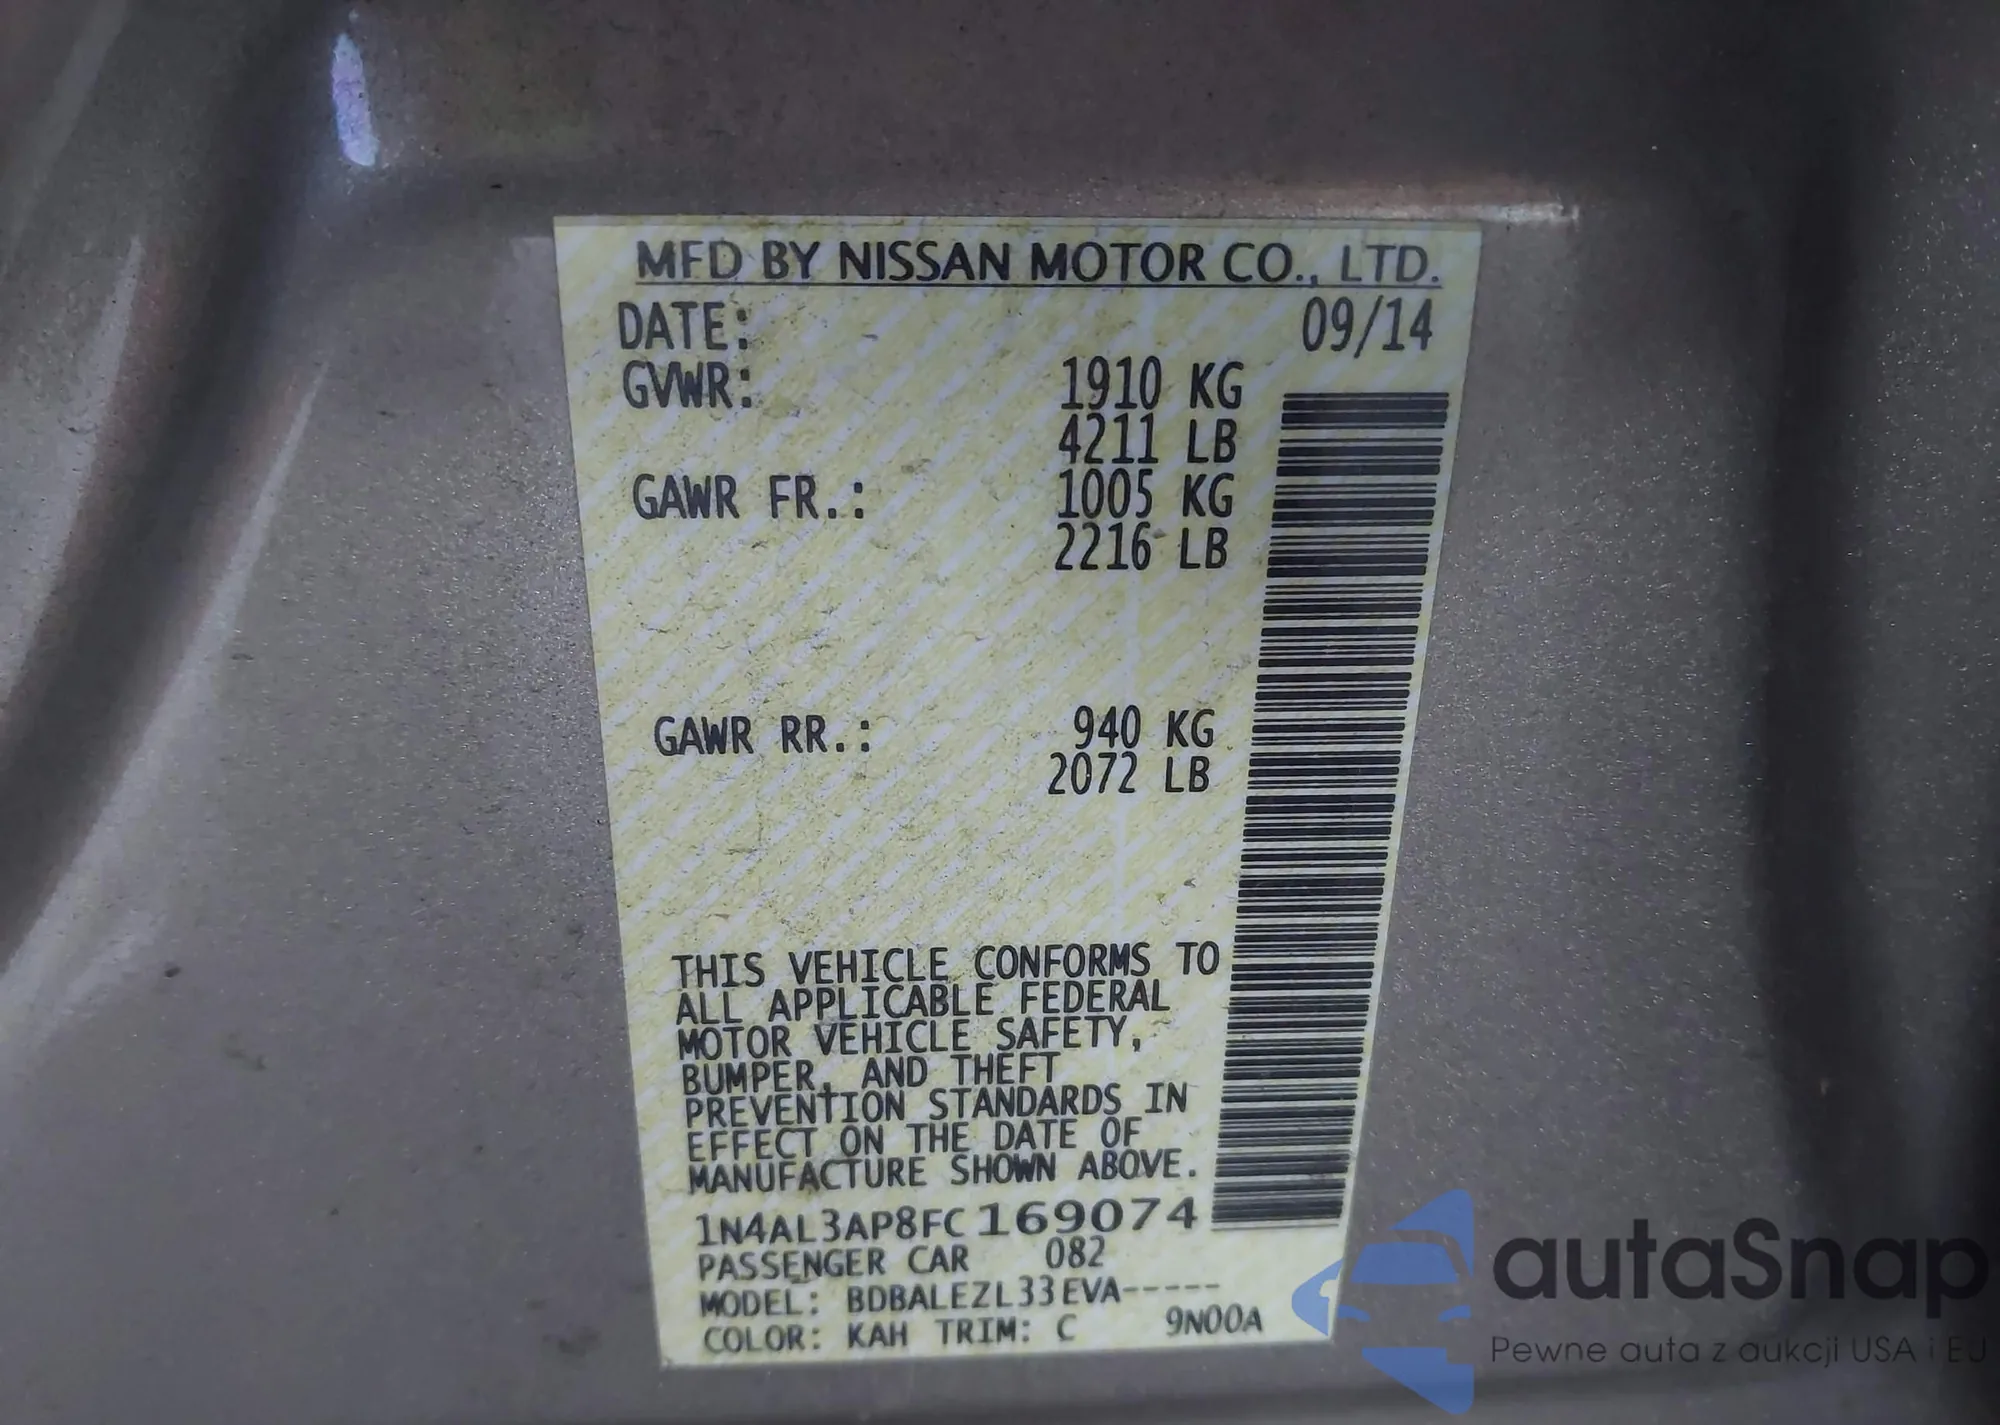 MFD BY NISSAN MOTOR CO., LTD.
DATE: 09/14
GVWR: 1910 KG
4211 LB
GAWR FR.: 1005 KG
2216 LB
GAWR RR.: 940 KG
2072 LB
THIS VEHICLE CONFORMS TO
ALL APPLICABLE FEDERAL
MOTOR VEHICLE SAFETY,
BUMPER, AND THEFT
PREVENTION STANDARDS IN
EFFECT ON THE DATE OF
MANUFACTURE SHOWN ABOVE.
1N4AL3AP8FC169074
PASSENGER CAR 082
MODEL: BDBALEZL33EVA-----
COLOR: KAH TRIM: C 9N00A
autaSnap
Pewne auta z aukcji USA i EU